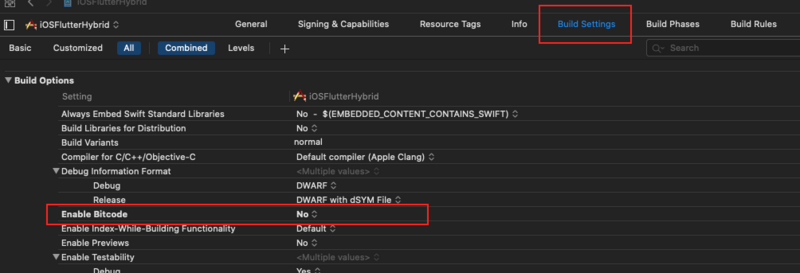 iOSFlutterHybrid
iOSFlutterHybrid General Signing & Capabilities Resource Tags Info Build Settings Build Phases Build Rules
Basic Customized All Combined Levels + Search
Build Options
Setting iOSFlutterHybrid
Always Embed Swift Standard Libraries No - $(EMBEDDED_CONTENT_CONTAINS_SWIFT)
Build Libraries for Distribution No
Build Variants normal
Compiler for C/C++/Objective-C Default compiler (Apple Clang)
Debug Information Format <Multiple values>
Debug DWARF
Release DWARF with dSYM File
Enable Bitcode No
Enable Index-While-Building Functionality Default
Enable Previews No
Enable Testability <Multiple values>
Debug Yes